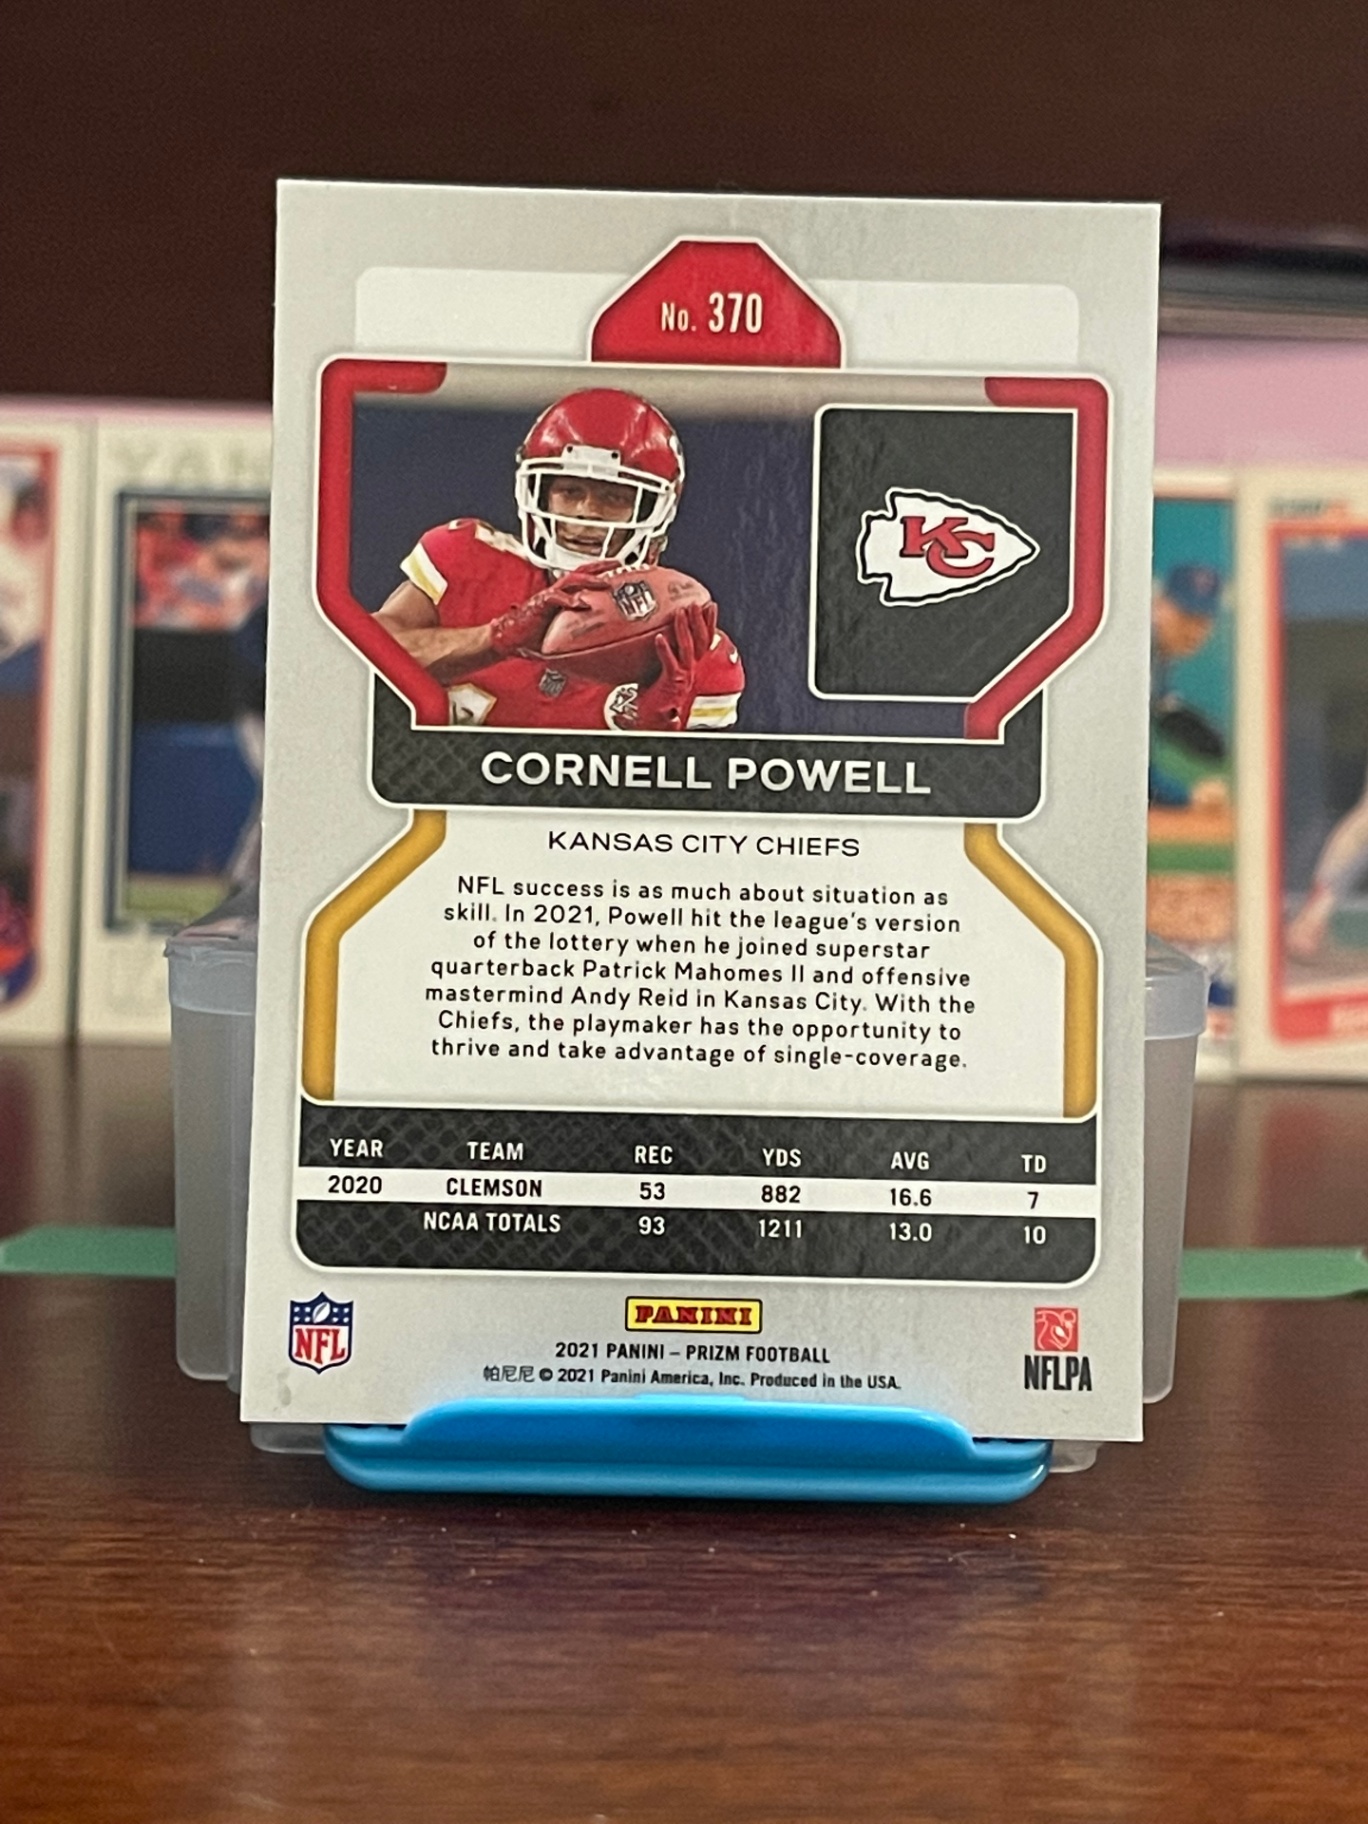 No. 370
KC
NFL
CORNELL POWELL
KANSAS CITY CHIEFS
NFL success is as much about situation as
skill. In 2021, Powell hit the league's version
of the lottery when he joined superstar
quarterback Patrick Mahomes II and offensive
mastermind Andy Reid in Kansas City. With the
Chiefs, the playmaker has the opportunity to
thrive and take advantage of single-coverage.
YEAR TEAM REC YDS AVG TD
2020 CLEMSON 53 882 16.6 7
NCAA TOTALS 93 1211 13.0 10
NFL
PANINI
2021 PANINI – PRIZM FOOTBALL
帕尼尼 © 2021 Panini America, Inc. Produced in the USA.
NFLPA